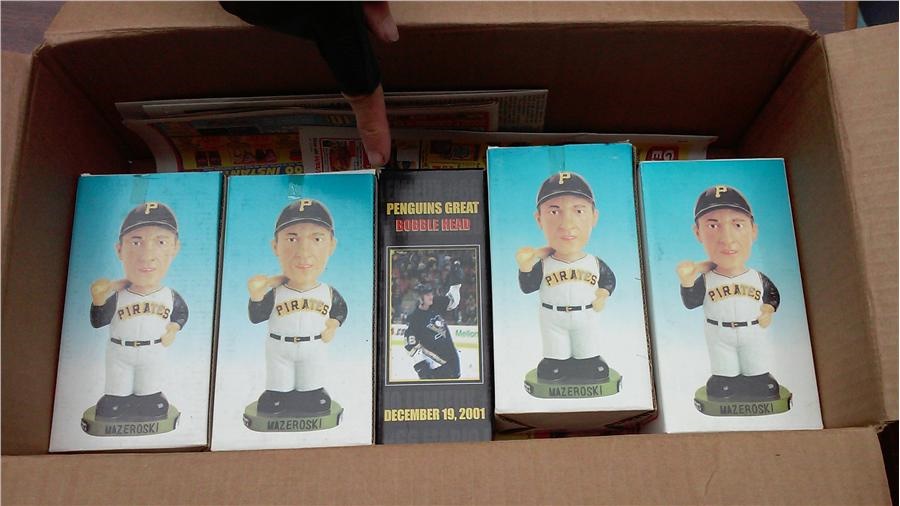 P
PIRATES
MAZEROSKI
P
PIRATES
MAZEROSKI
PENGUINS GREAT
BOBBLE HEAD
DECEMBER 19, 2001
P
PIRATES
MAZEROSKI
P
PIRATES
MAZEROSKI